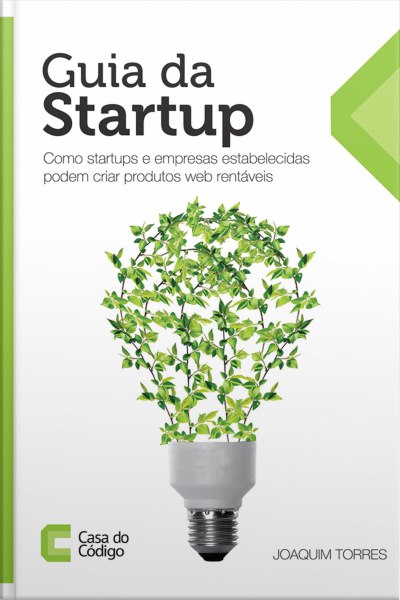 Guia da
Startup
Como startups e empresas estabelecidas
podem criar produtos web rentáveis
Casa do
Código
JOAQUIM TORRES